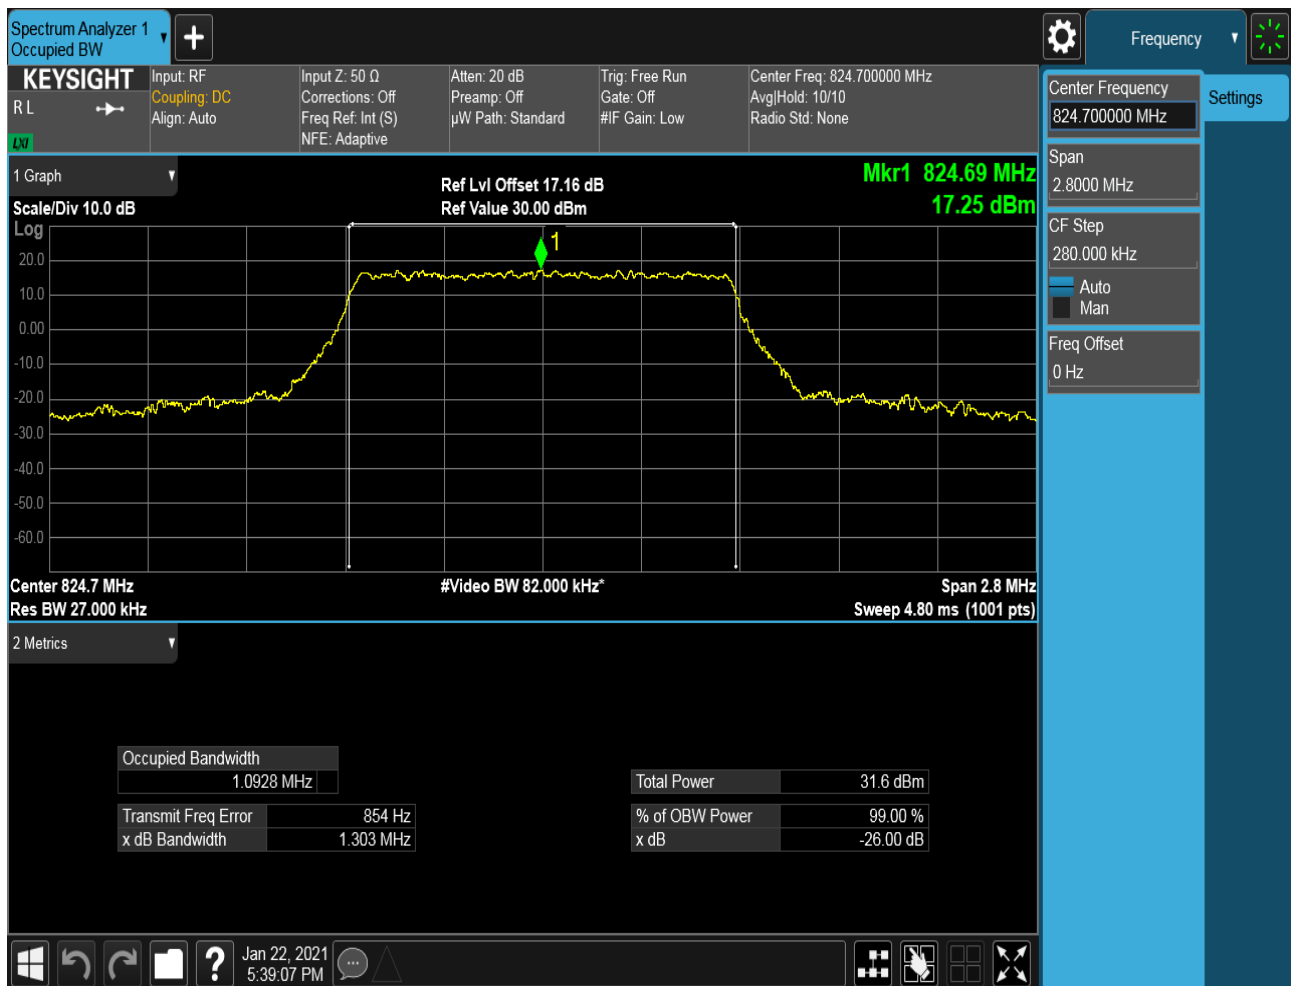 Spectrum Analyzer 1
Occupied BW
Frequency
KEYSIGHT
R L
LXI
Input: RF
Coupling: DC
Align: Auto
Input Z: 50 Ω
Corrections: Off
Freq Ref: Int (S)
NFE: Adaptive
Atten: 20 dB
Preamp: Off
µW Path: Standard
Trig: Free Run
Gate: Off
#IF Gain: Low
Center Freq: 824.700000 MHz
Avg|Hold: 10/10
Radio Std: None
Center Frequency
824.700000 MHz
Settings
Span
2.8000 MHz
CF Step
280.000 kHz
Auto
Man
Freq Offset
0 Hz
1 Graph
Scale/Div 10.0 dB
Ref Lvl Offset 17.16 dB
Ref Value 30.00 dBm
Mkr1 824.69 MHz
17.25 dBm
Log
1
20.0
10.0
0.00
-10.0
-20.0
-30.0
-40.0
-50.0
-60.0
Center 824.7 MHz
#Video BW 82.000 kHz*
Span 2.8 MHz
Res BW 27.000 kHz
Sweep 4.80 ms (1001 pts)
2 Metrics
Occupied Bandwidth
1.0928 MHz
Total Power 31.6 dBm
Transmit Freq Error 854 Hz
% of OBW Power 99.00 %
x dB Bandwidth 1.303 MHz
x dB -26.00 dB
?
Jan 22, 2021
5:39:07 PM